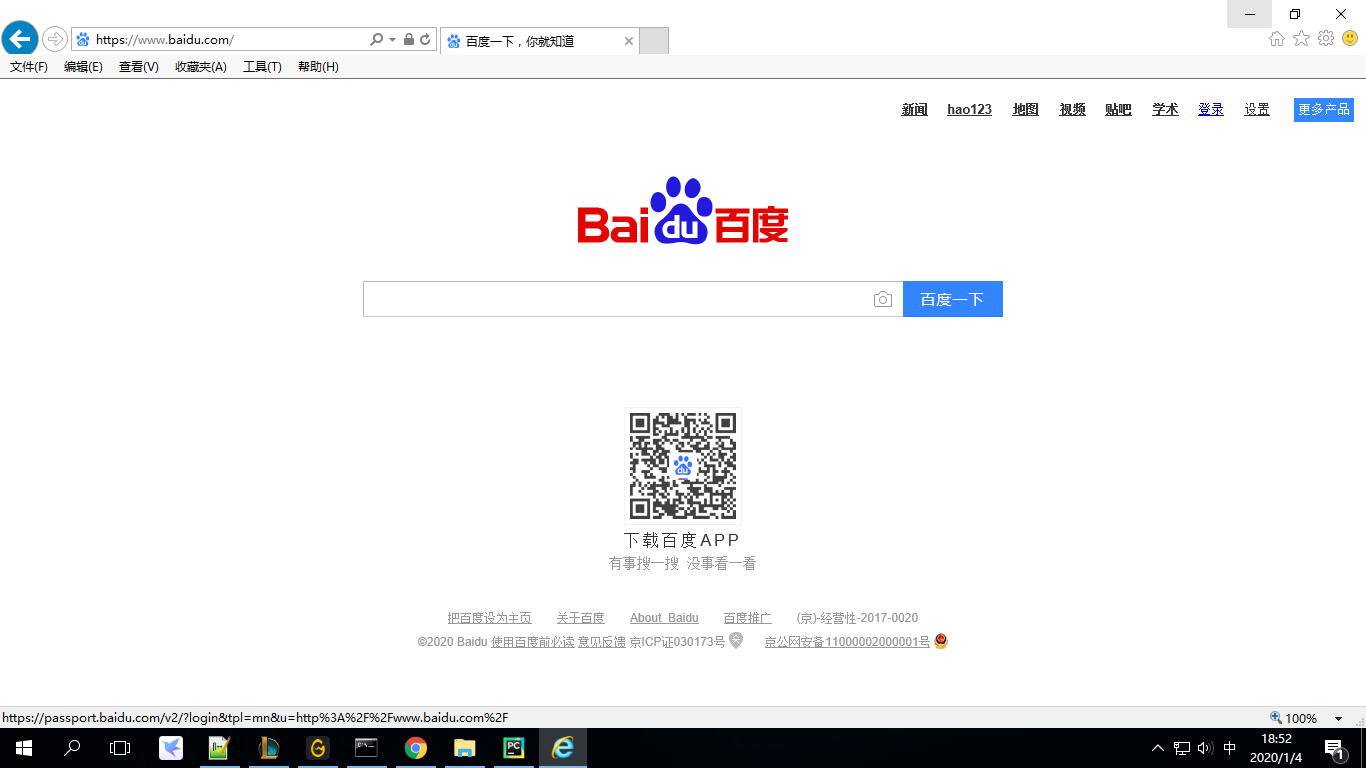 https://www.baidu.com/
百度一下，你就知道
文件(F) 编辑(E) 查看(V) 收藏夹(A) 工具(T) 帮助(H)
新闻 hao123 地图 视频 贴吧 学术 登录 设置 更多产品
Bai du 百度
百度一下
du
下载百度APP
有事搜一搜 没事看一看
把百度设为主页 关于百度 About Baidu 百度推广 (京)-经营性-2017-0020
©2020 Baidu 使用百度前必读 意见反馈 京ICP证030173号 京公网安备11000002000001号
https://passport.baidu.com/v2/?login&tpl=mn&u=http%3A%2F%2Fwww.baidu.com%2F
100%
PC
中
18:52
2020/1/4
1